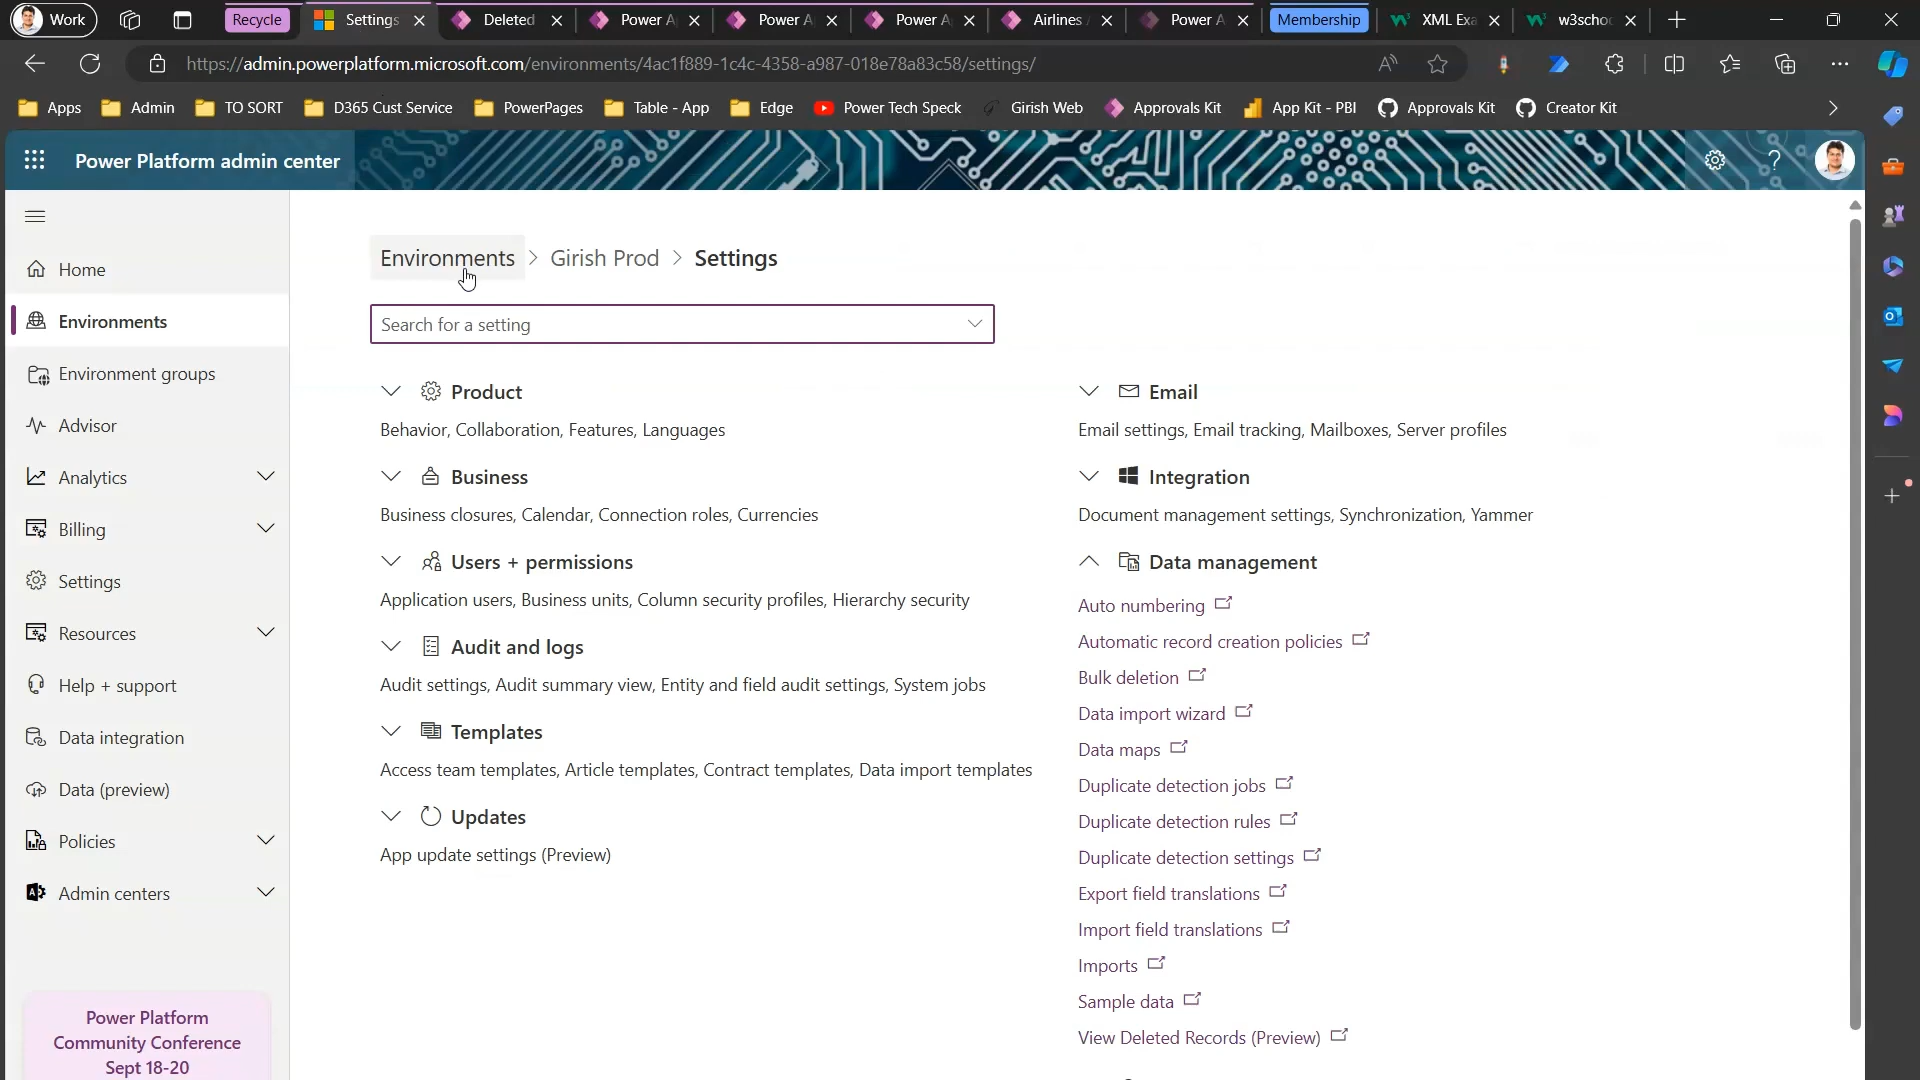 Work
Recycle
Settings
Deleted
Power A
Power A
Power A
Airlines
Power A
Membership
XML Exa
w3scho
https://admin.powerplatform.microsoft.com/environments/4ac1f889-1c4c-4358-a987-018e78a83c58/settings/
Apps
Admin
TO SORT
D365 Cust Service
PowerPages
Table - App
Edge
Power Tech Speck
Girish Web
Approvals Kit
App Kit - PBI
Approvals Kit
Creator Kit
Power Platform admin center
Home
Environments
Environment groups
Advisor
Analytics
Billing
Settings
Resources
Help + support
Data integration
Data (preview)
Policies
Admin centers
Power Platform
Community Conference
Sept 18-20
Environments > Girish Prod > Settings
Search for a setting
Product
Behavior, Collaboration, Features, Languages
Business
Business closures, Calendar, Connection roles, Currencies
Users + permissions
Application users, Business units, Column security profiles, Hierarchy security
Audit and logs
Audit settings, Audit summary view, Entity and field audit settings, System jobs
Templates
Access team templates, Article templates, Contract templates, Data import templates
Updates
App update settings (Preview)
Email
Email settings, Email tracking, Mailboxes, Server profiles
Integration
Document management settings, Synchronization, Yammer
Data management
Auto numbering
Automatic record creation policies
Bulk deletion
Data import wizard
Data maps
Duplicate detection jobs
Duplicate detection rules
Duplicate detection settings
Export field translations
Import field translations
Imports
Sample data
View Deleted Records (Preview)